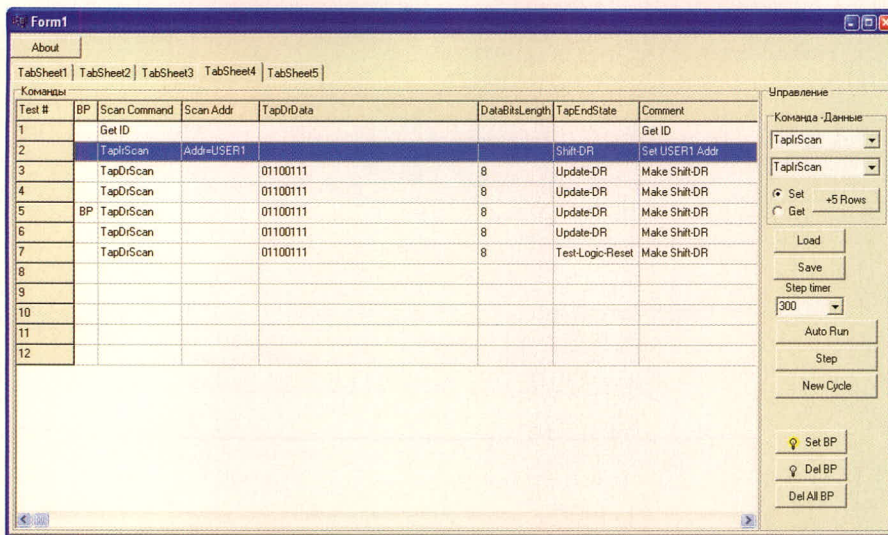 Form1
About
TabSheet1 TabSheet2 TabSheet3 TabSheet4 TabSheet5
Команды
Test # BP Scan Command Scan Addr TapDrData DataBitsLength TapEndState Comment
1 Get ID Get ID
2 TapIrScan Addr=USER1 Shift-DR Set USER1 Addr
3 TapDrScan 01100111 8 Update-DR Make Shift-DR
4 TapDrScan 01100111 8 Update-DR Make Shift-DR
5 BP TapDrScan 01100111 8 Update-DR Make Shift-DR
6 TapDrScan 01100111 8 Update-DR Make Shift-DR
7 TapDrScan 01100111 8 Test-Logic-Reset Make Shift-DR
8
9
10
11
12
Управление
Команда -Данные
TapIrScan
TapIrScan
Set
Get
+5 Rows
Load
Save
Step timer
300
Auto Run
Step
New Cycle
Set BP
Del BP
Del All BP